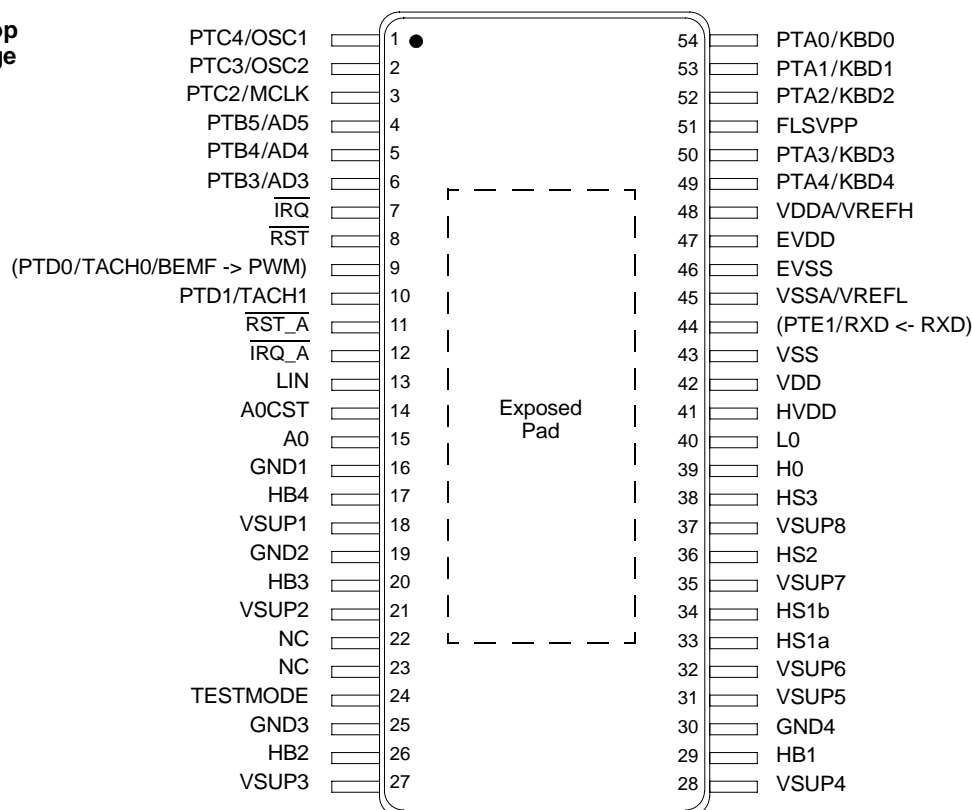 op
ge
PTC4/OSC1 1 54 PTA0/KBD0
PTC3/OSC2 2 53 PTA1/KBD1
PTC2/MCLK 3 52 PTA2/KBD2
PTB5/AD5 4 51 FLSVPP
PTB4/AD4 5 50 PTA3/KBD3
PTB3/AD3 6 49 PTA4/KBD4
IRQ 7 48 VDDA/VREFH
RST 8 47 EVDD
(PTD0/TACH0/BEMF -> PWM) 9 46 EVSS
PTD1/TACH1 10 45 VSSA/VREFL
RST_A 11 44 (PTE1/RXD <- RXD)
IRQ_A 12 43 VSS
LIN 13 42 VDD
A0CST 14 Exposed 41 HVDD
A0 15 Pad 40 L0
GND1 16 39 H0
HB4 17 38 HS3
VSUP1 18 37 VSUP8
GND2 19 36 HS2
HB3 20 35 VSUP7
VSUP2 21 34 HS1b
NC 22 33 HS1a
NC 23 32 VSUP6
TESTMODE 24 31 VSUP5
GND3 25 30 GND4
HB2 26 29 HB1
VSUP3 27 28 VSUP4